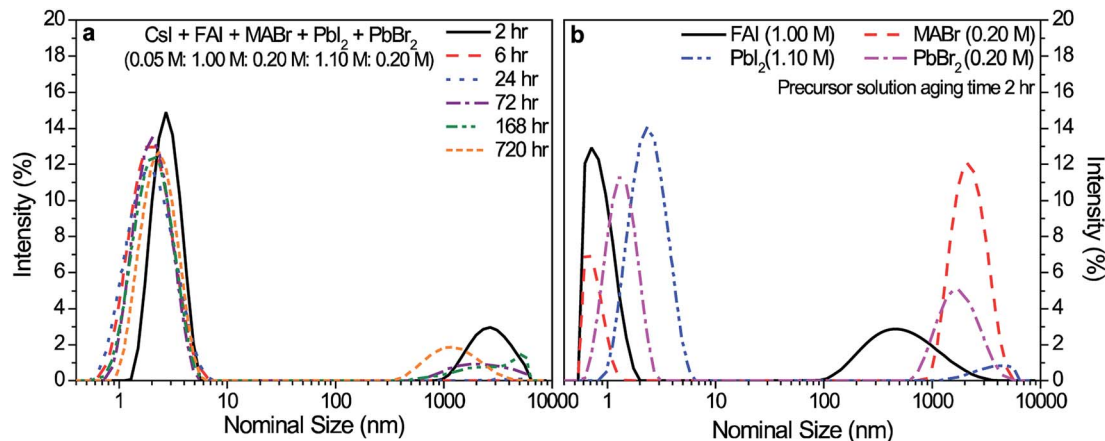 a
CsI + FAI + MABr + PbI2 + PbBr2
(0.05 M: 1.00 M: 0.20 M: 1.10 M: 0.20 M)
2 hr
6 hr
24 hr
72 hr
168 hr
720 hr
Intensity (%)
20
18
16
14
12
10
8
6
4
2
0
1 10 100 1000 10000
Nominal Size (nm)
b
FAI (1.00 M) MABr (0.20 M)
PbI2(1.10 M) PbBr2(0.20 M)
Precursor solution aging time 2 hr
20
18
16
14
12
10
8
6
4
2
0
Intensity (%)
1 10 100 1000 10000
Nominal Size (nm)